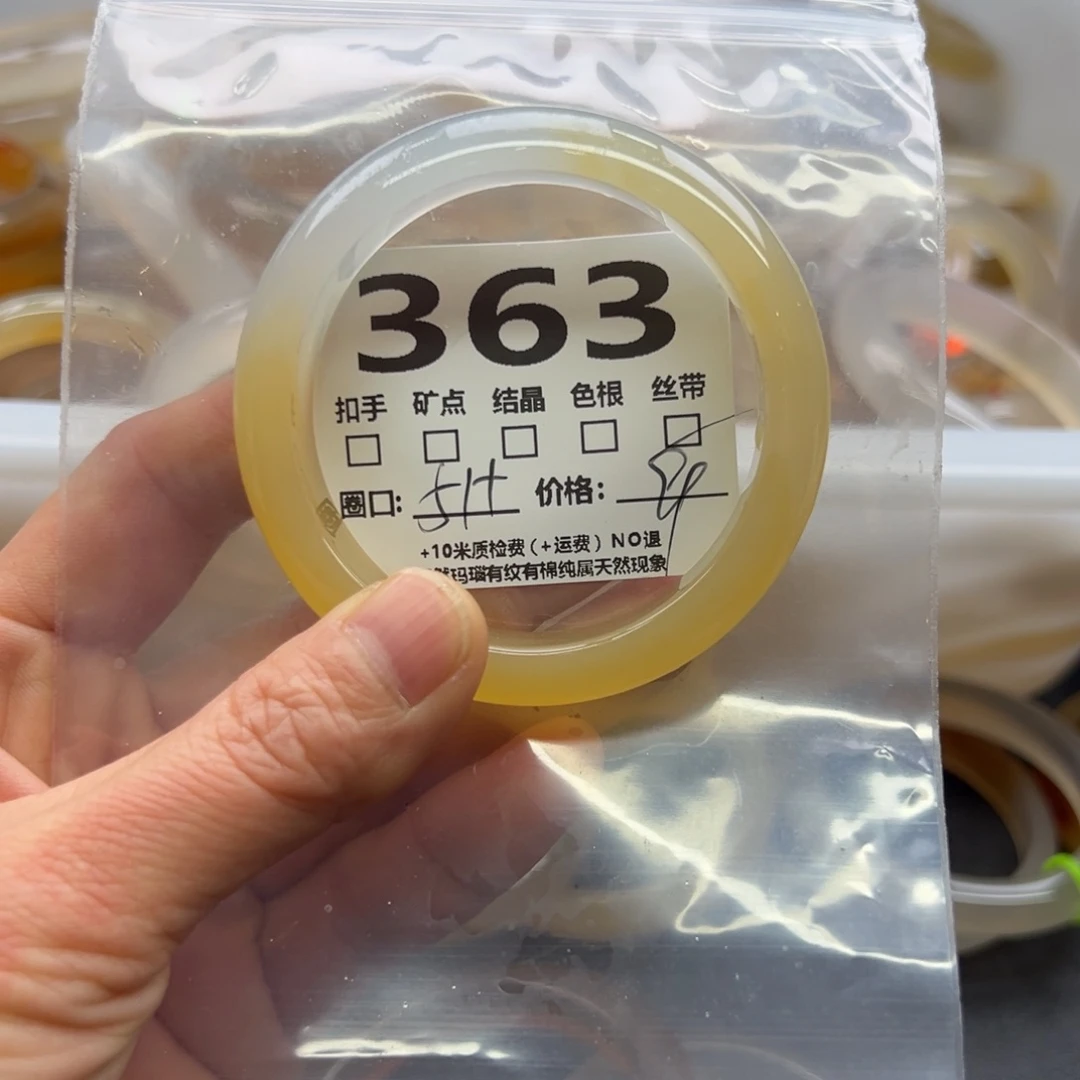 363
扣手 矿点 结晶 色根 丝带
圈口: 价格:
+10米质检费(+运费) NO退
玛瑙有纹有棉纯属天然现象